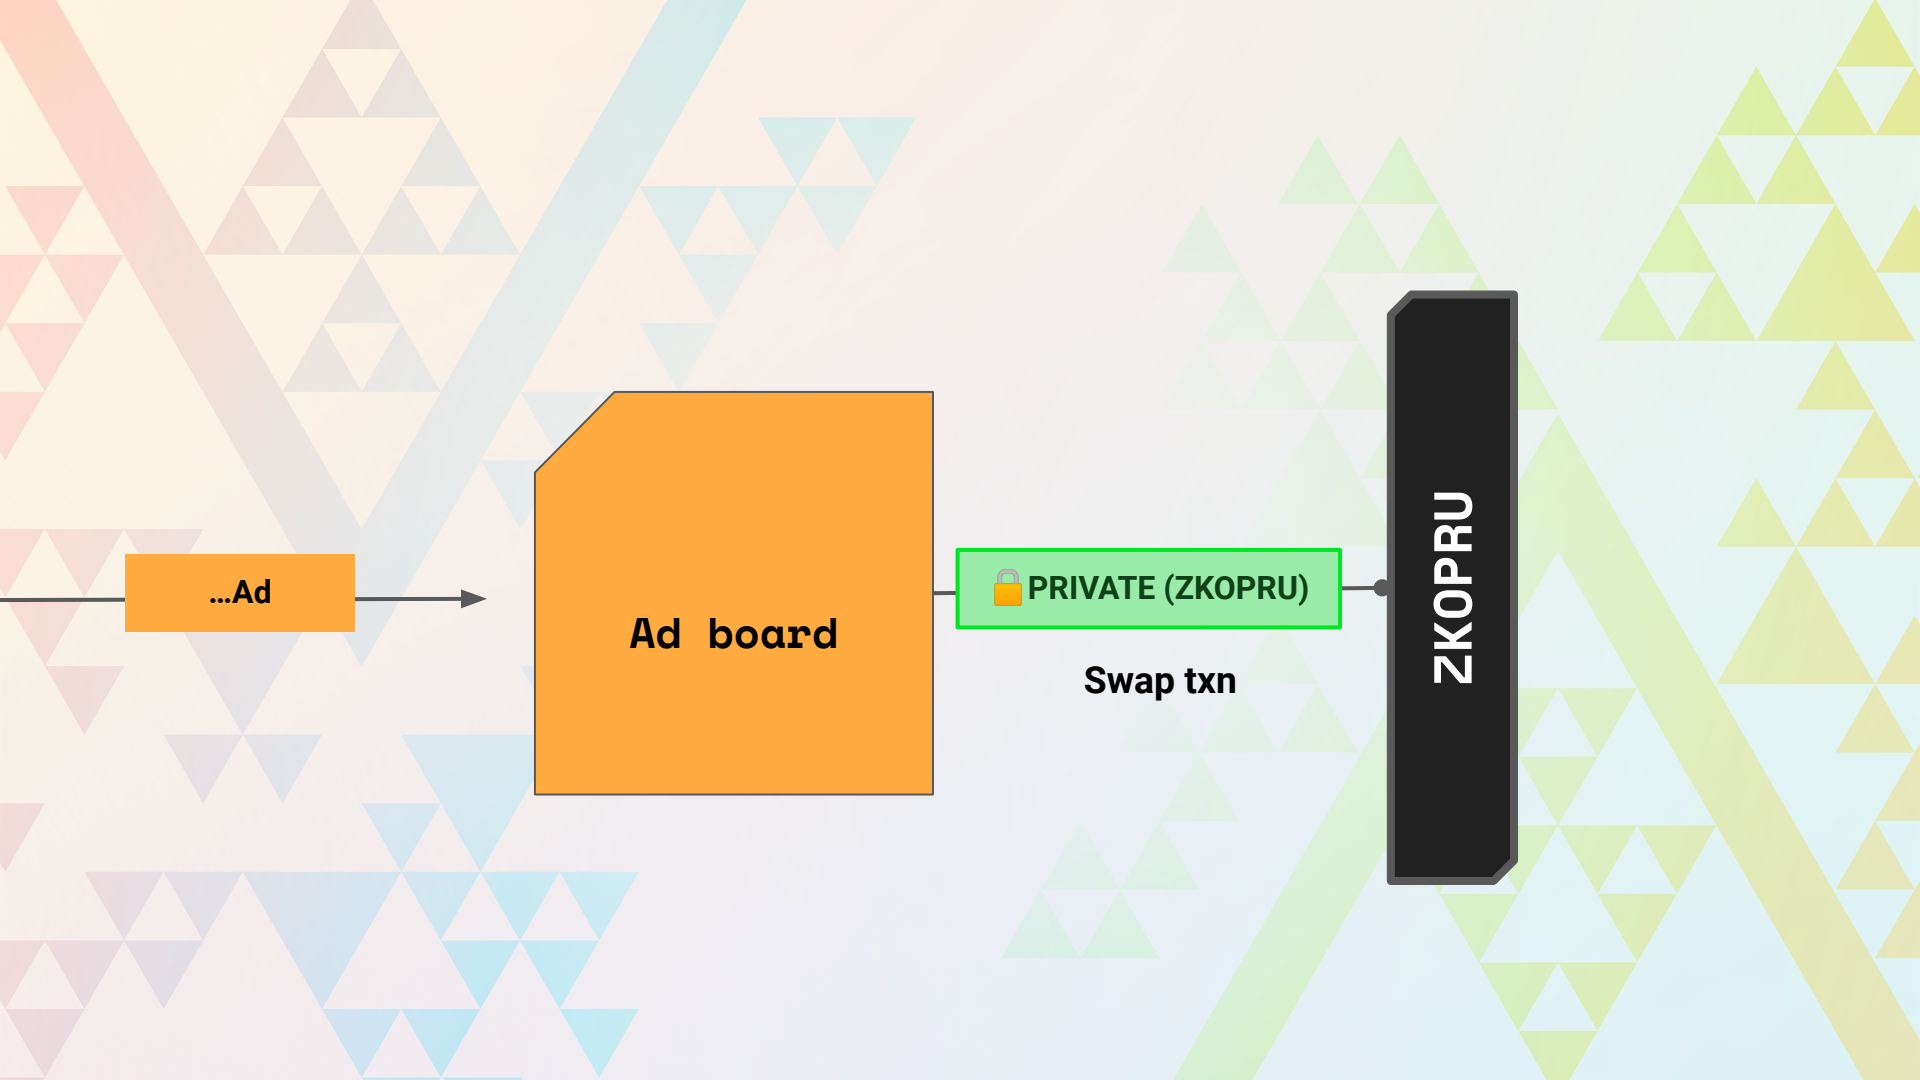 ...Ad
Ad board
🔒PRIVATE (ZKOPRU)
Swap txn
ZKOPRU